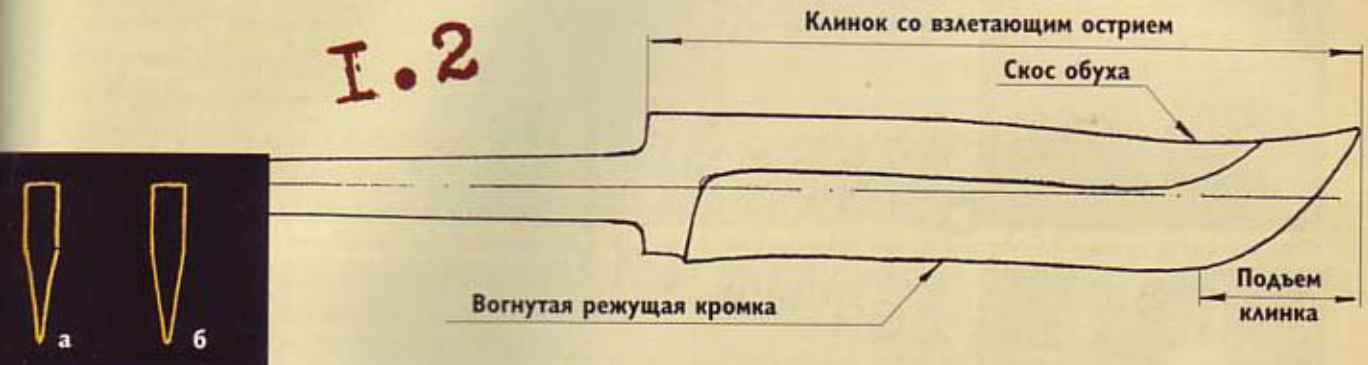 I.2
Клинок со взлетающим острием
Скос обуха
Вогнутая режущая кромка
Подъем
клинка
а
б